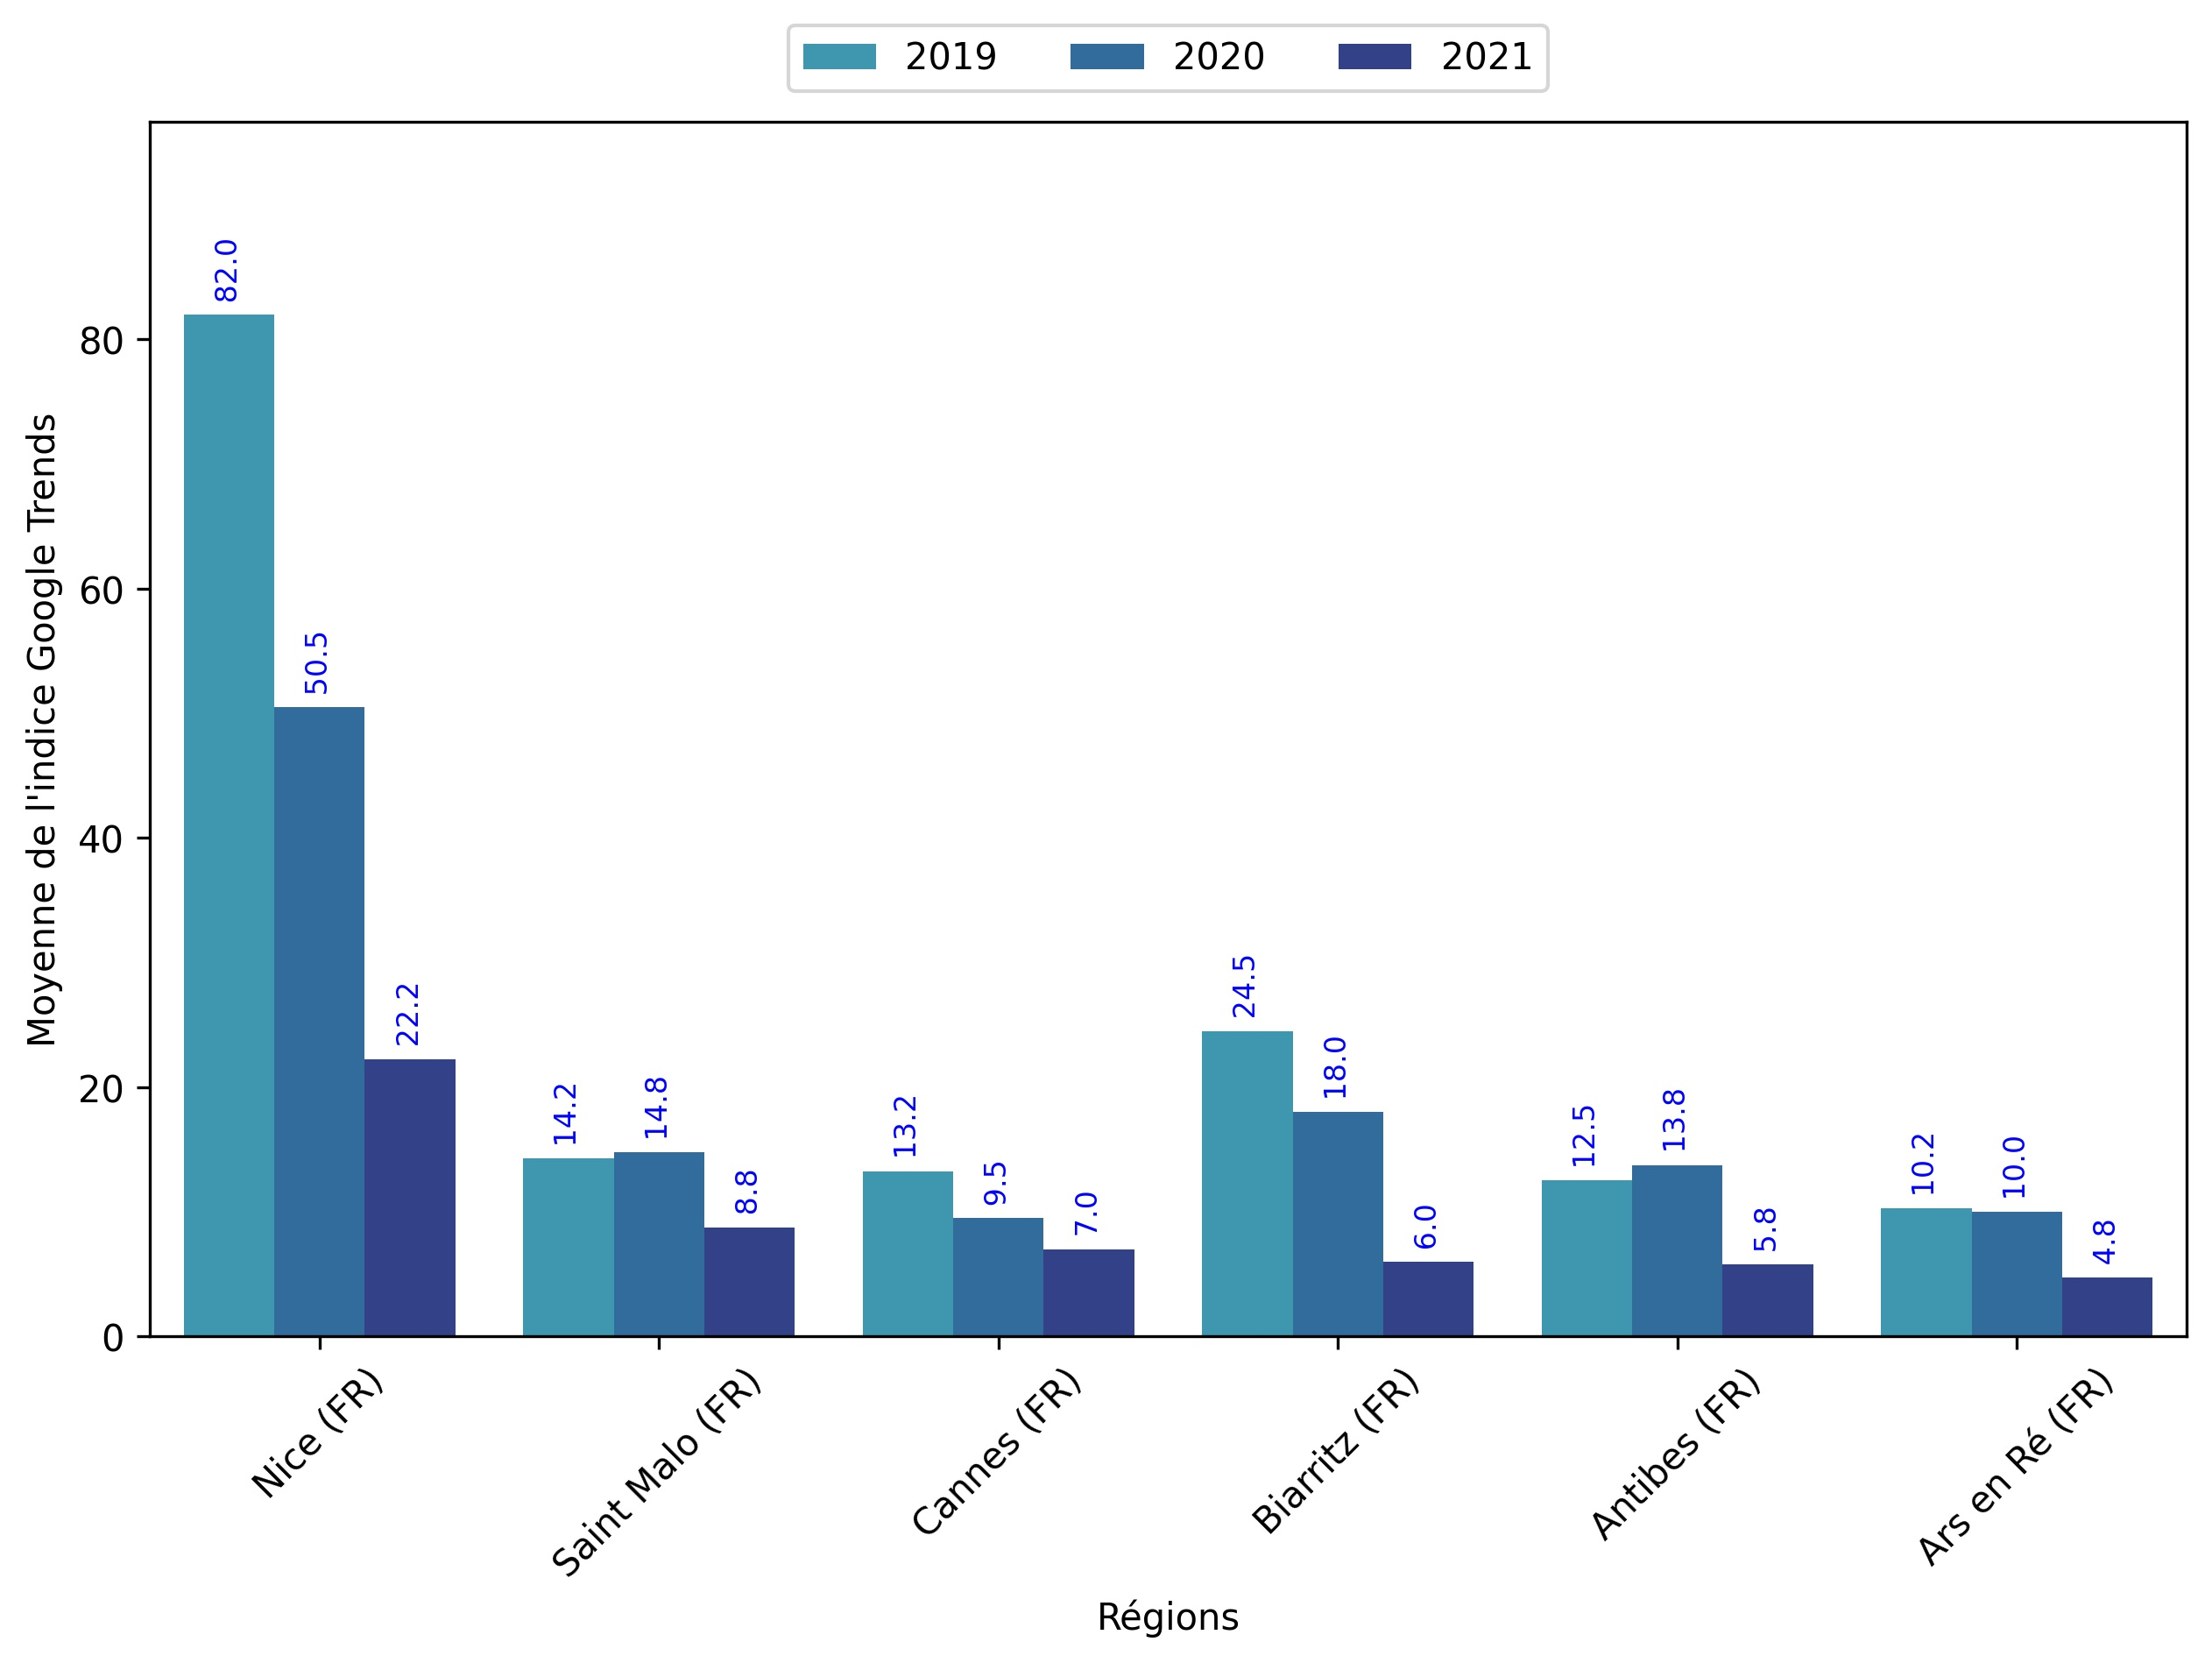 2019 2020 2021
Moyenne de l'indice Google Trends
80
60
40
20
0
82.0
50.5
22.2
14.2
14.8
8.8
13.2
9.5
7.0
24.5
18.0
6.0
12.5
13.8
5.8
10.2
10.0
4.8
Nice (FR)
Saint Malo (FR)
Cannes (FR)
Biarritz (FR)
Antibes (FR)
Ars en Ré (FR)
Régions